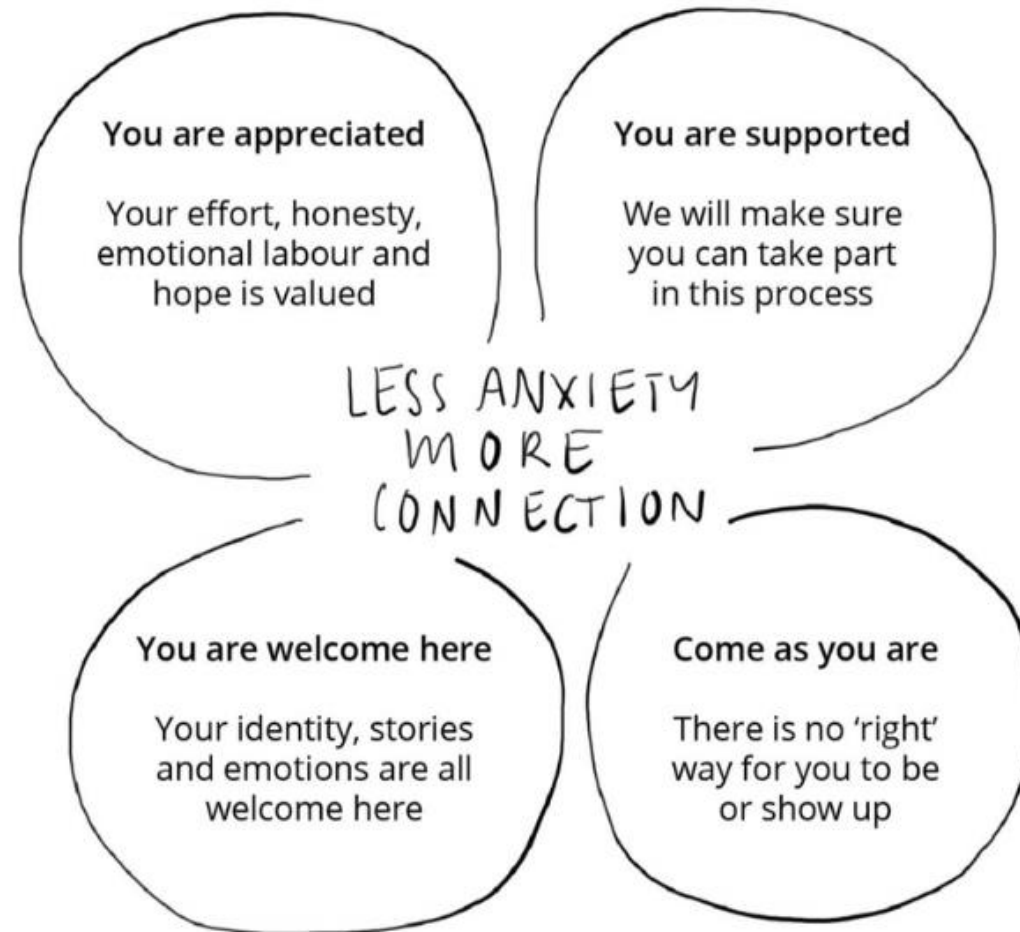 You are appreciated
Your effort, honesty,
emotional labour and
hope is valued
You are supported
We will make sure
you can take part
in this process
LESS ANXIETY
MORE
CONNECTION
You are welcome here
Your identity, stories
and emotions are all
welcome here
Come as you are
There is no ‘right’
way for you to be
or show up